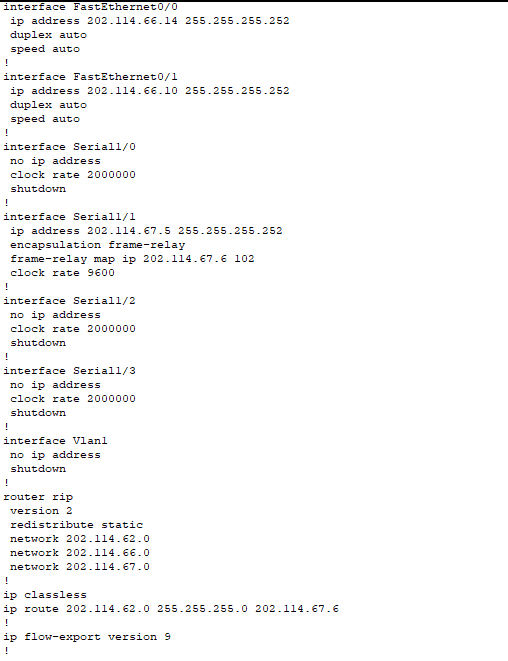 interface FastEthernet0/0
 ip address 202.114.66.14 255.255.255.252
 duplex auto
 speed auto
!
interface FastEthernet0/1
 ip address 202.114.66.10 255.255.255.252
 duplex auto
 speed auto
!
interface Serial1/0
 no ip address
 clock rate 2000000
 shutdown
!
interface Serial1/1
 ip address 202.114.67.5 255.255.255.252
 encapsulation frame-relay
 frame-relay map ip 202.114.67.6 102
 clock rate 9600
!
interface Serial1/2
 no ip address
 clock rate 2000000
 shutdown
!
interface Serial1/3
 no ip address
 clock rate 2000000
 shutdown
!
interface Vlan1
 no ip address
 shutdown
!
router rip
 version 2
 redistribute static
 network 202.114.62.0
 network 202.114.66.0
 network 202.114.67.0
!
ip classless
ip route 202.114.62.0 255.255.255.0 202.114.67.6
!
ip flow-export version 9
!